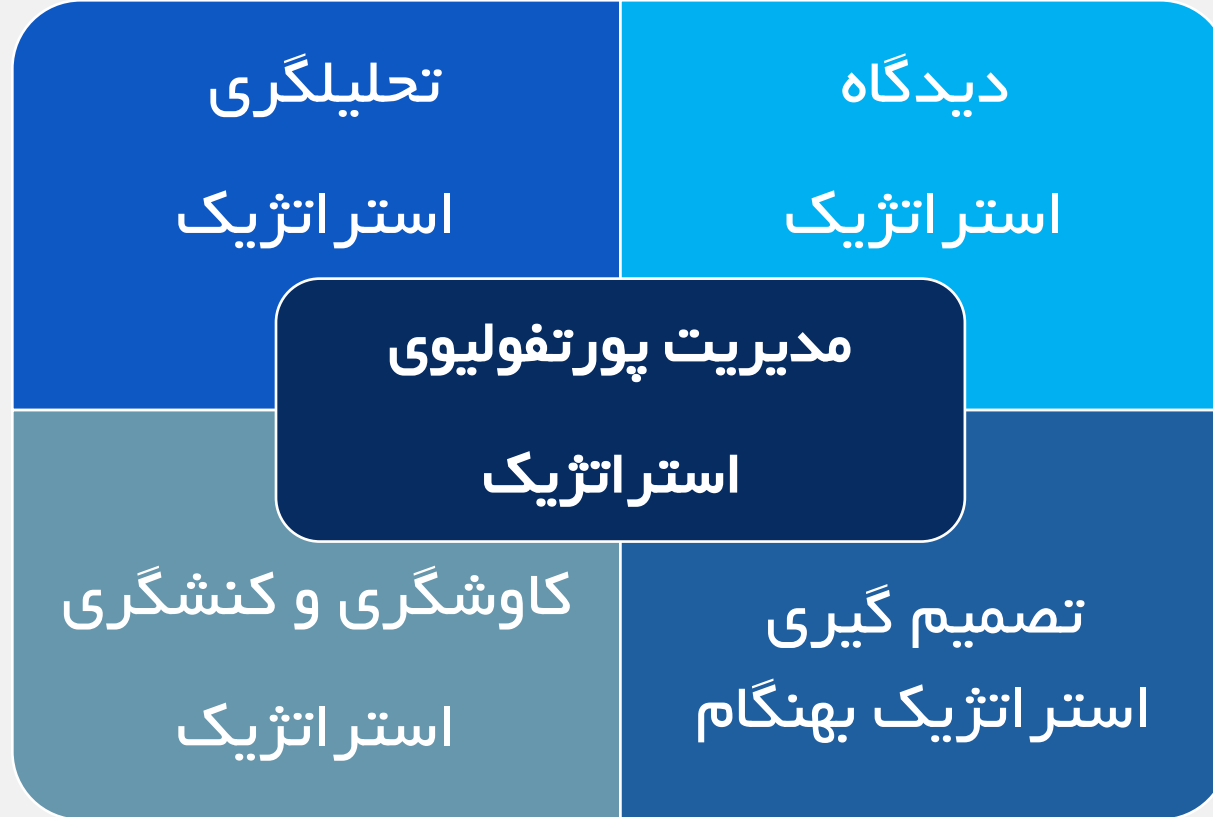 دیدگاه
استراتژیک
تحلیلگری
استراتژیک
مدیریت پورتفولیوی
استراتژیک
تصمیم گیری
استراتژیک بهنگام
کاوشگری و کنشگری
استراتژیک